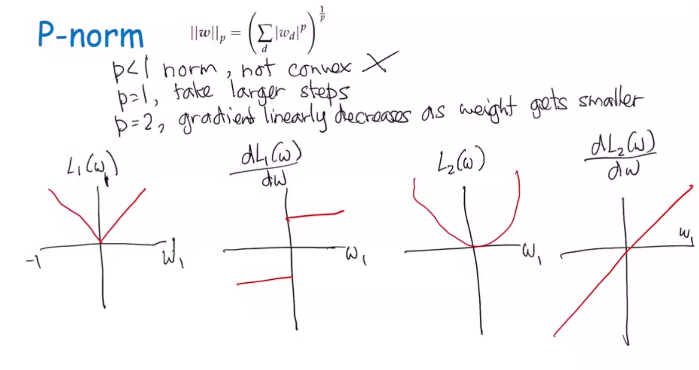 P-norm
||w||_p = (∑_d |w_d|^p)^{1/p}
p<1 norm, not convex X
p=1, take larger steps
p=2, gradient linearly decreases as weight gets smaller
L₁(w)
dL₁(w)/dw
L₂(w)
dL₂(w)/dw
-1
1
W₁
W₁
W₁
W₁